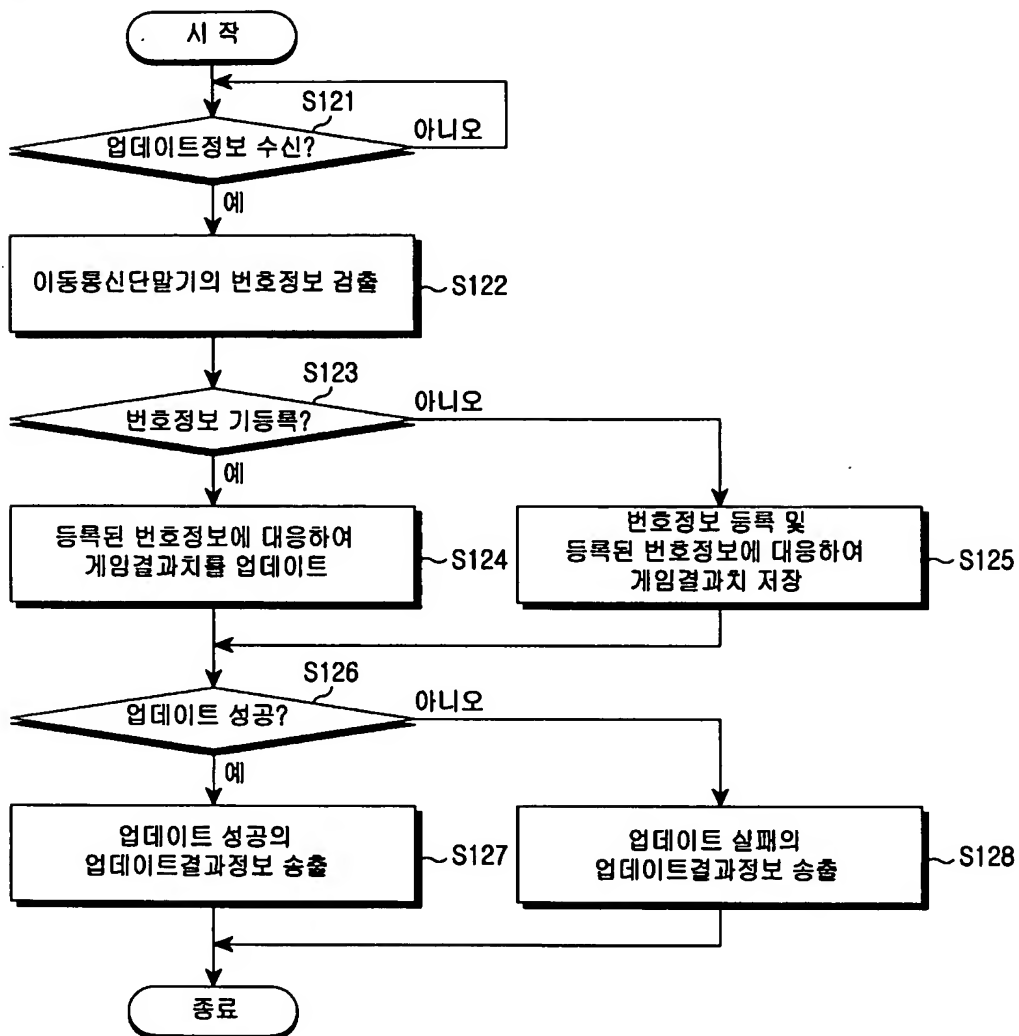 시 작
S121
업데이트정보 수신?
아니오
예
이동통신단말기의 번호정보 검출
S122
S123
번호정보 기등록?
아니오
예
등록된 번호정보에 대응하여
게임결과치를 업데이트
S124
번호정보 등록 및
등록된 번호정보에 대응하여
게임결과치 저장
S125
S126
업데이트 성공?
아니오
예
업데이트 성공의
업데이트결과정보 송출
S127
업데이트 실패의
업데이트결과정보 송출
S128
종료